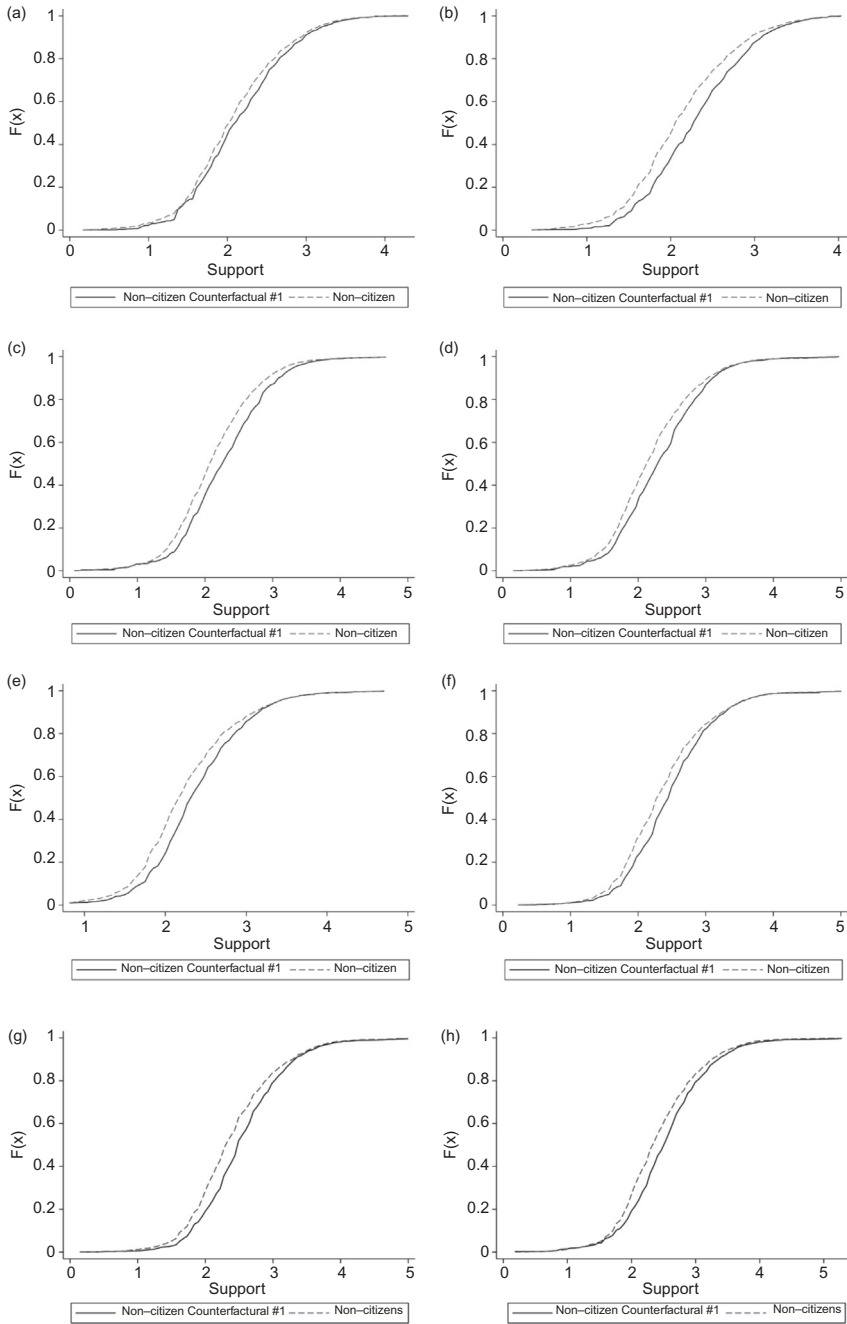 (a)
1
0.8
0.6
0.4
0.2
0
F(x)
0 1 2 3 4
Support
Non–citizen Counterfactual #1 Non–citizen
(b)
1
0.8
0.6
0.4
0.2
0
F(x)
0 1 2 3 4
Support
Non–citizen Counterfactual #1 Non–citizen
(c)
1
0.8
0.6
0.4
0.2
0
F(x)
0 1 2 3 4 5
Support
Non–citizen Counterfactual #1 Non–citizen
(d)
1
0.8
0.6
0.4
0.2
0
F(x)
0 1 2 3 4 5
Support
Non–citizen Counterfactual #1 Non–citizen
(e)
1
0.8
0.6
0.4
0.2
0
F(x)
1 2 3 4 5
Support
Non-citizen Counterfactual #1 Non–citizen
(f)
1
0.8
0.6
0.4
0.2
0
F(x)
0 1 2 3 4 5
Support
Non-citizen Counterfactual #1 Non–citizen
(g)
1
0.8
0.6
0.4
0.2
0
F(x)
0 1 2 3 4 5
Support
Non–citizen Counterfactural #1 Non–citizens
(h)
1
0.8
0.6
0.4
0.2
0
F(x)
0 1 2 3 4 5
Support
Non–citizen Counterfactural #1 Non–citizens